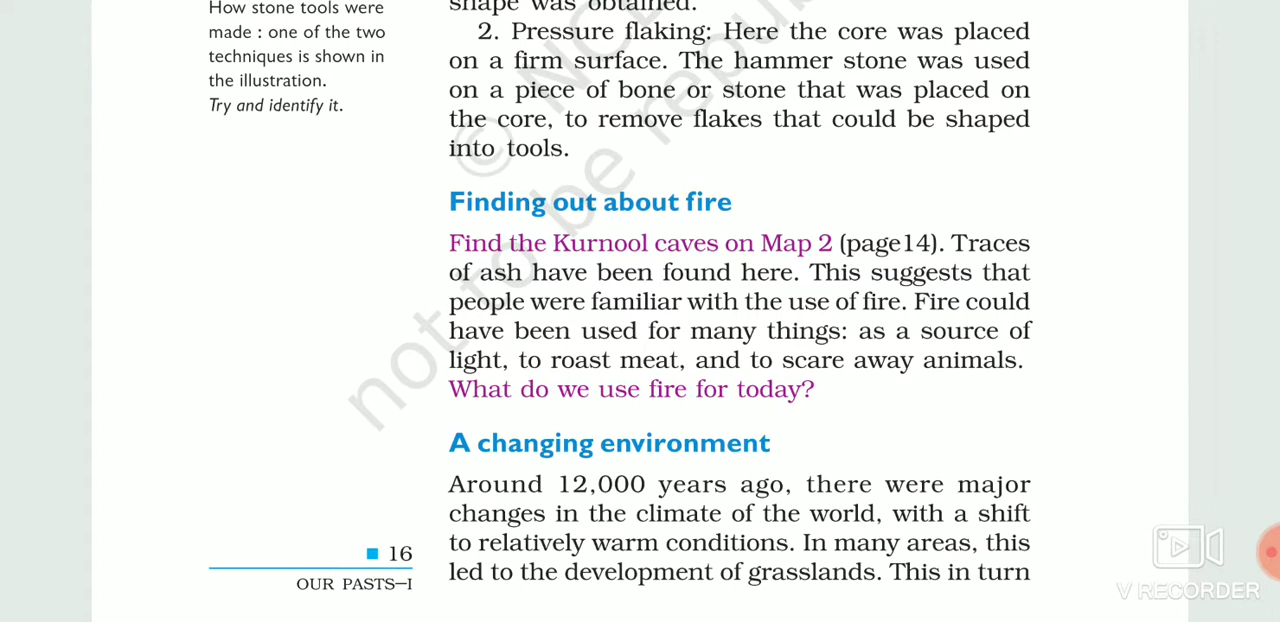 How stone tools were
made : one of the two
techniques is shown in
the illustration.
Try and identify it.
shape was obtained.
2. Pressure flaking: Here the core was placed
on a firm surface. The hammer stone was used
on a piece of bone or stone that was placed on
the core, to remove flakes that could be shaped
into tools.
Finding out about fire
Find the Kurnool caves on Map 2 (page14). Traces
of ash have been found here. This suggests that
people were familiar with the use of fire. Fire could
have been used for many things: as a source of
light, to roast meat, and to scare away animals.
What do we use fire for today?
A changing environment
Around 12,000 years ago, there were major
changes in the climate of the world, with a shift
to relatively warm conditions. In many areas, this
led to the development of grasslands. This in turn
16
OUR PASTS–I
© NC
not to be repu
V RECORDER